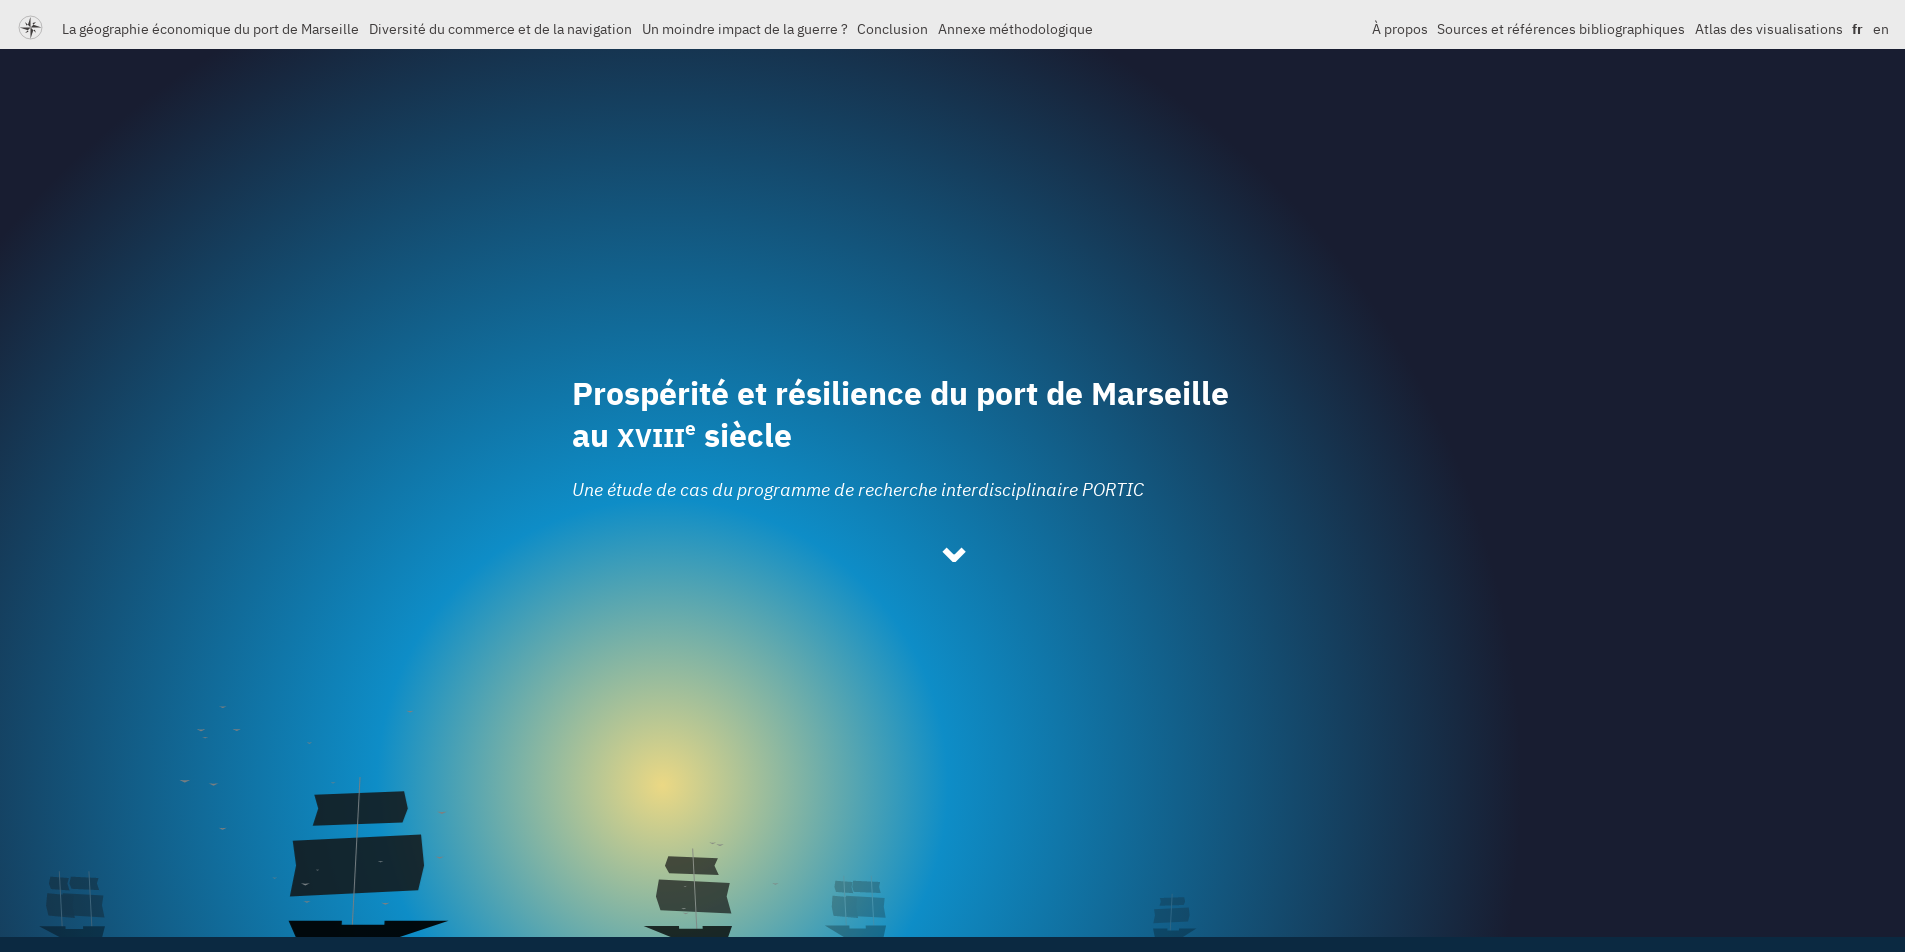 La géographie économique du port de Marseille Diversité du commerce et de la navigation Un moindre impact de la guerre ? Conclusion Annexe méthodologique À propos Sources et références bibliographiques Atlas des visualisations fr en
Prospérité et résilience du port de Marseille
au XVIIIe siècle
Une étude de cas du programme de recherche interdisciplinaire PORTIC